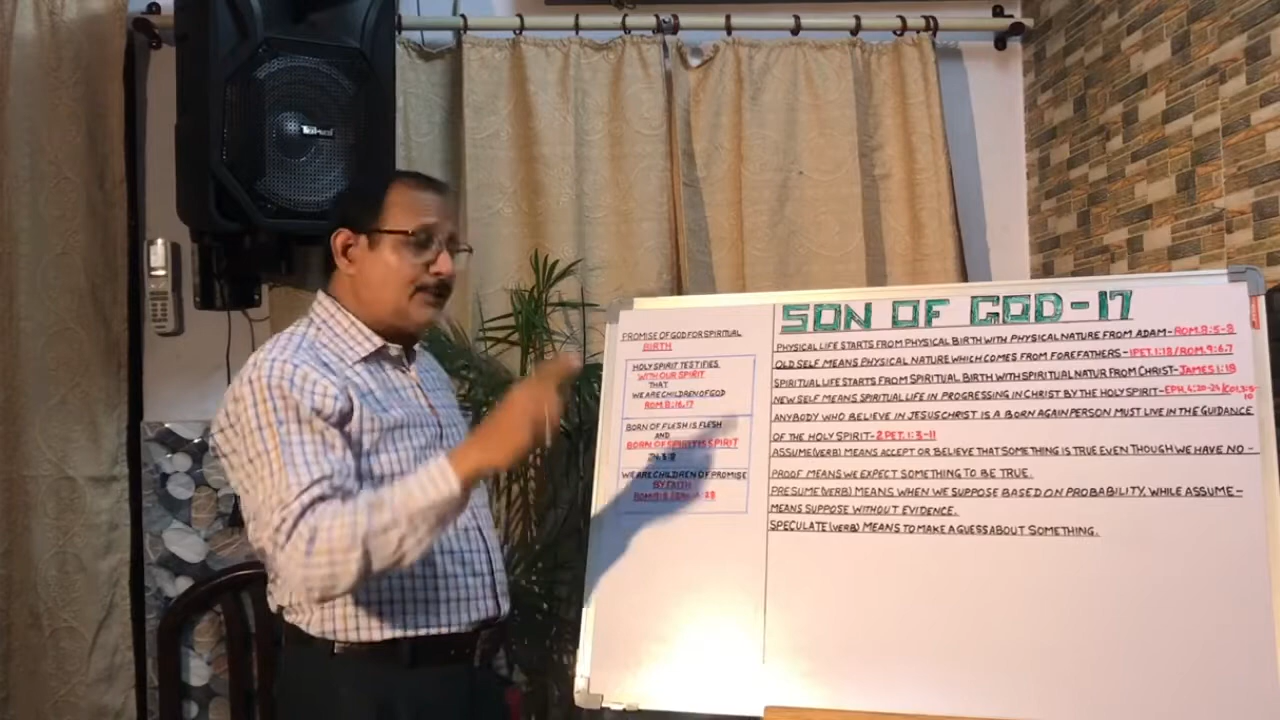 SON OF GOD-17
PROMISE OF GOD FOR SPIRITUAL
BIRTH
HOLY SPIRIT TESTIFIES
WITH OUR SPIRIT
THAT
WE ARE CHILDREN OF GOD
ROM.8:16,17
BORN OF FLESH IS FLESH
AND
BORN OF SPIRIT IS SPIRIT
WE ARE CHILDREN OF PROMISE
BY FAITH
PHYSICAL LIFE STARTS FROM PHYSICAL BIRTH WITH PHYSICAL NATURE FROM ADAM-ROM.8:5-8
OLD SELF MEANS PHYSICAL NATURE WHICH COMES FROM FOREFATHERS-1PET.1:18/ROM.9:6,7
SPIRITUAL LIFE STARTS FROM SPIRITUAL BIRTH WITH SPIRITUAL NATUR FROM CHRIST-JAMES1:18
NEW SELF MEANS SPIRITUAL LIFE IN PROGRESSING IN CHRIST BY THE HOLY SPIRIT-EPH.4:20-24
ANYBODY WHO BELIEVE IN JESUS CHRIST IS A BORN AGAIN PERSON MUST LIVE IN THE GUIDANCE
OF THE HOLY SPIRIT-2PET.1:3-11
ASSUME(VERB) MEANS ACCEPT OR BELIEVE THAT SOMETHING IS TRUE EVEN THOUGH WE HAVE NO-
PROOF MEANS WE EXPECT SOMETHING TO BE TRUE.
PRESUME(VERB) MEANS WHEN WE SUPPOSE BASED ON PROBABILITY, WHILE ASSUME-
MEANS SUPPOSE WITHOUT EVIDENCE.
SPECULATE(VERB) MEANS TO MAKE A GUESS ABOUT SOMETHING.